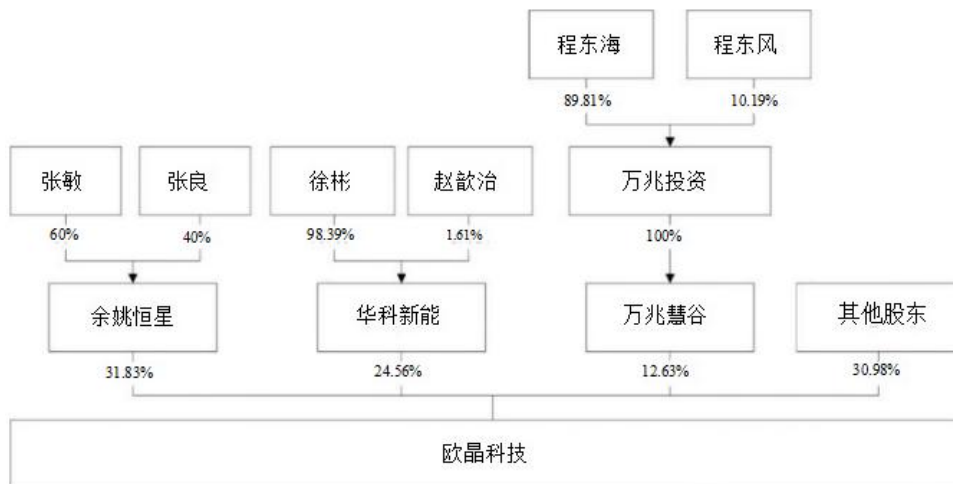 程东海
程东风
89.81%
10.19%
张敏
张良
徐彬
赵歆治
万兆投资
60%
40%
98.39%
1.61%
100%
余姚恒星
华科新能
万兆慧谷
其他股东
31.83%
24.56%
12.63%
30.98%
欧晶科技